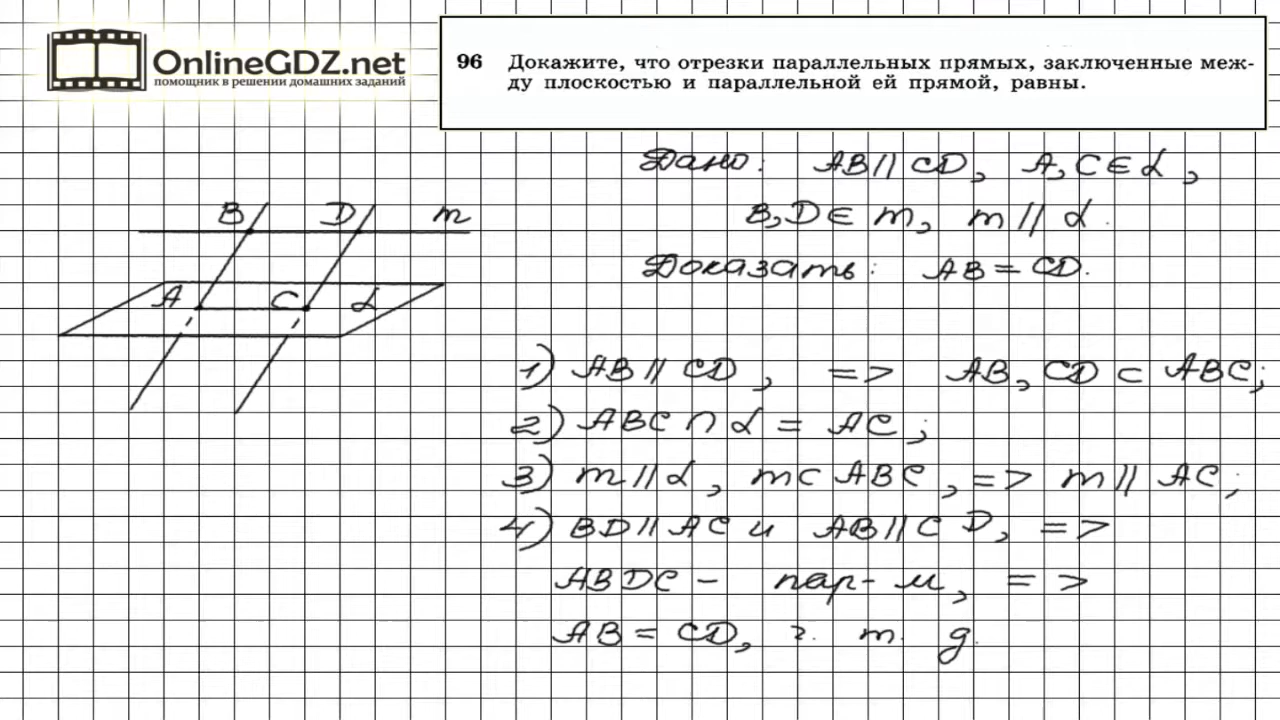 OnlineGDZ.net
помощник в решении домашних заданий
96 Докажите, что отрезки параллельных прямых, заключенные меж-
ду плоскостью и параллельной ей прямой, равны.
Дано: AB || CD, A, C ∈ α,
B, D ∈ m, m || α.
Доказать: AB = CD.
B D m
A C α
1) AB || CD, => AB, CD ⊂ ABC;
2) ABC ∩ α = AC;
3) m || α, m ⊂ ABC, => m || AC;
4) BD || AC и AB || CD, =>
ABDC – пар-м, =>
AB = CD, ч. т. д.